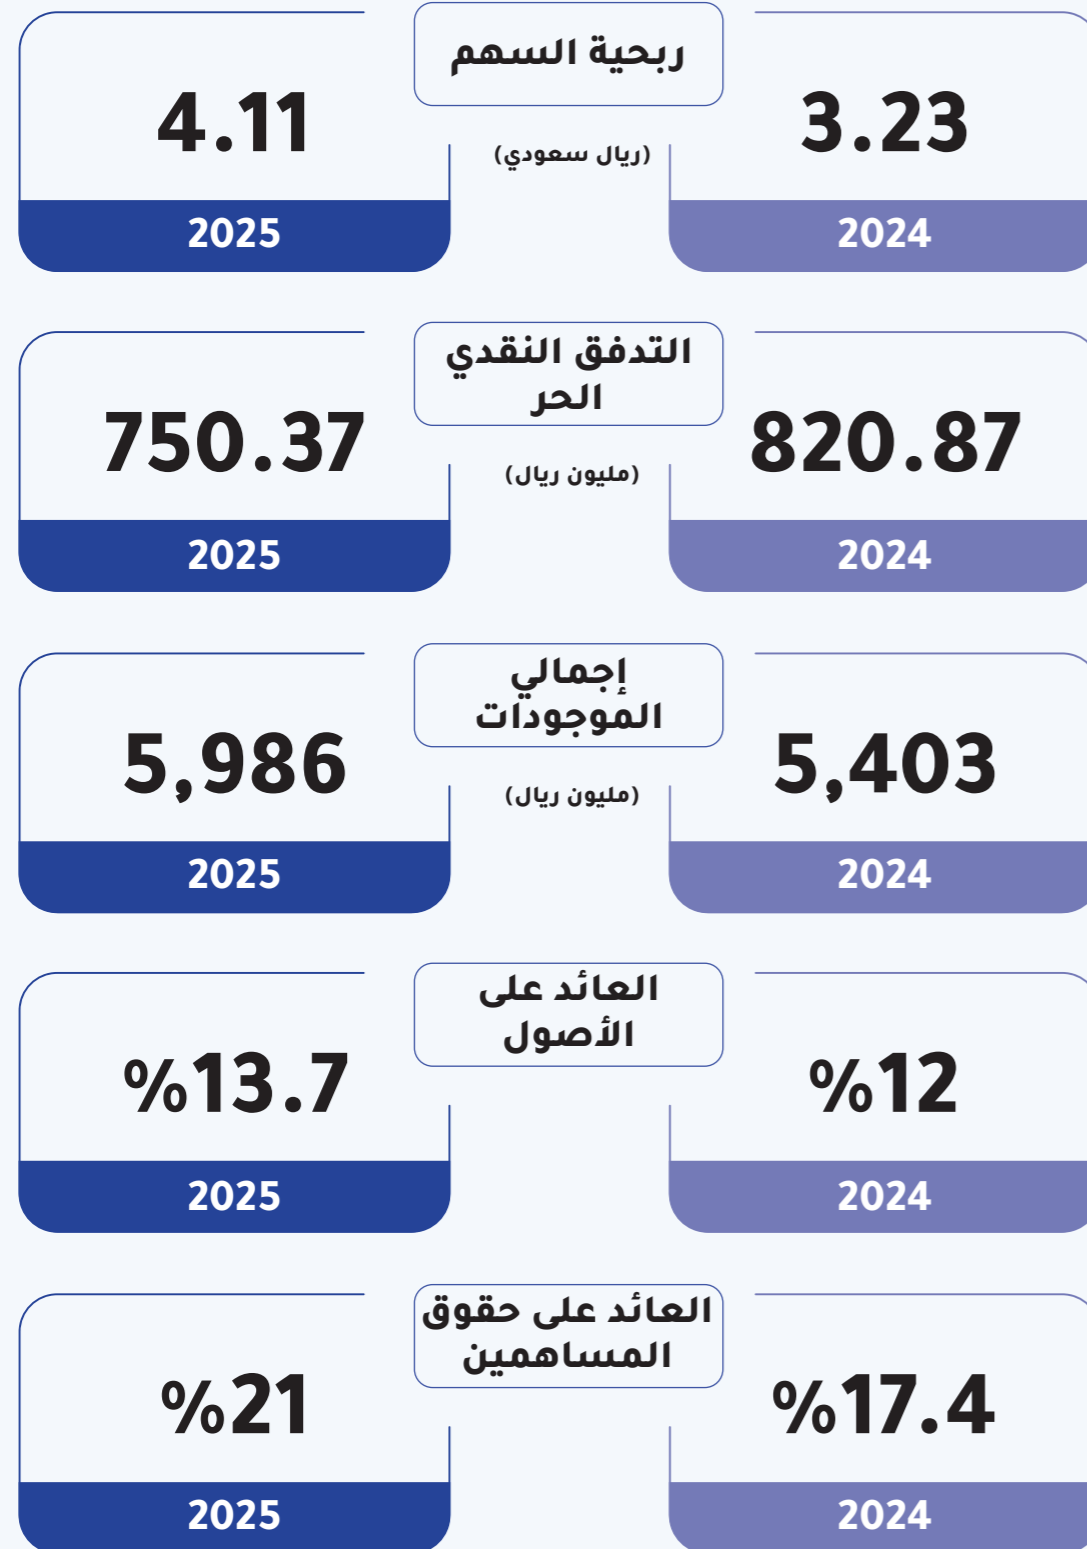 ربحية السهم
3.23
(ريال سعودي)
4.11
2024
2025
التدفق النقدي
الحر
820.87
(مليون ريال)
750.37
2024
2025
إجمالي
الموجودات
5,403
(مليون ريال)
5,986
2024
2025
العائد على
الأصول
%12
%13.7
2024
2025
العائد على حقوق
المساهمين
%17.4
%21
2024
2025